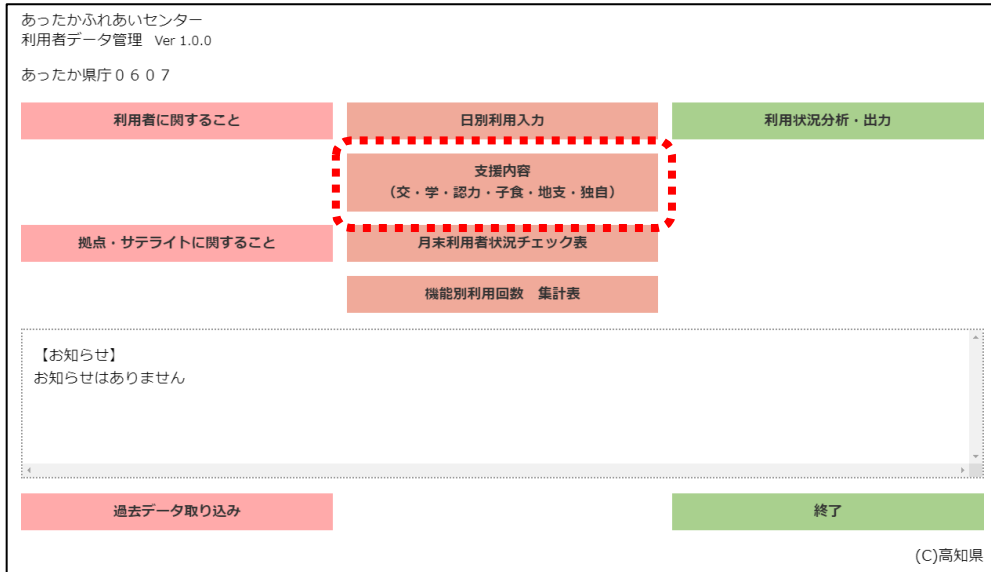 あったかふれあいセンター
利用者データ管理 Ver 1.0.0
あったか県庁０６０７
利用者に関すること
日別利用入力
利用状況分析・出力
支援内容
（交・学・認力・子食・地支・独自）
拠点・サテライトに関すること
月末利用者状況チェック表
機能別利用回数　集計表
【お知らせ】
お知らせはありません
過去データ取り込み
終了
(C)高知県